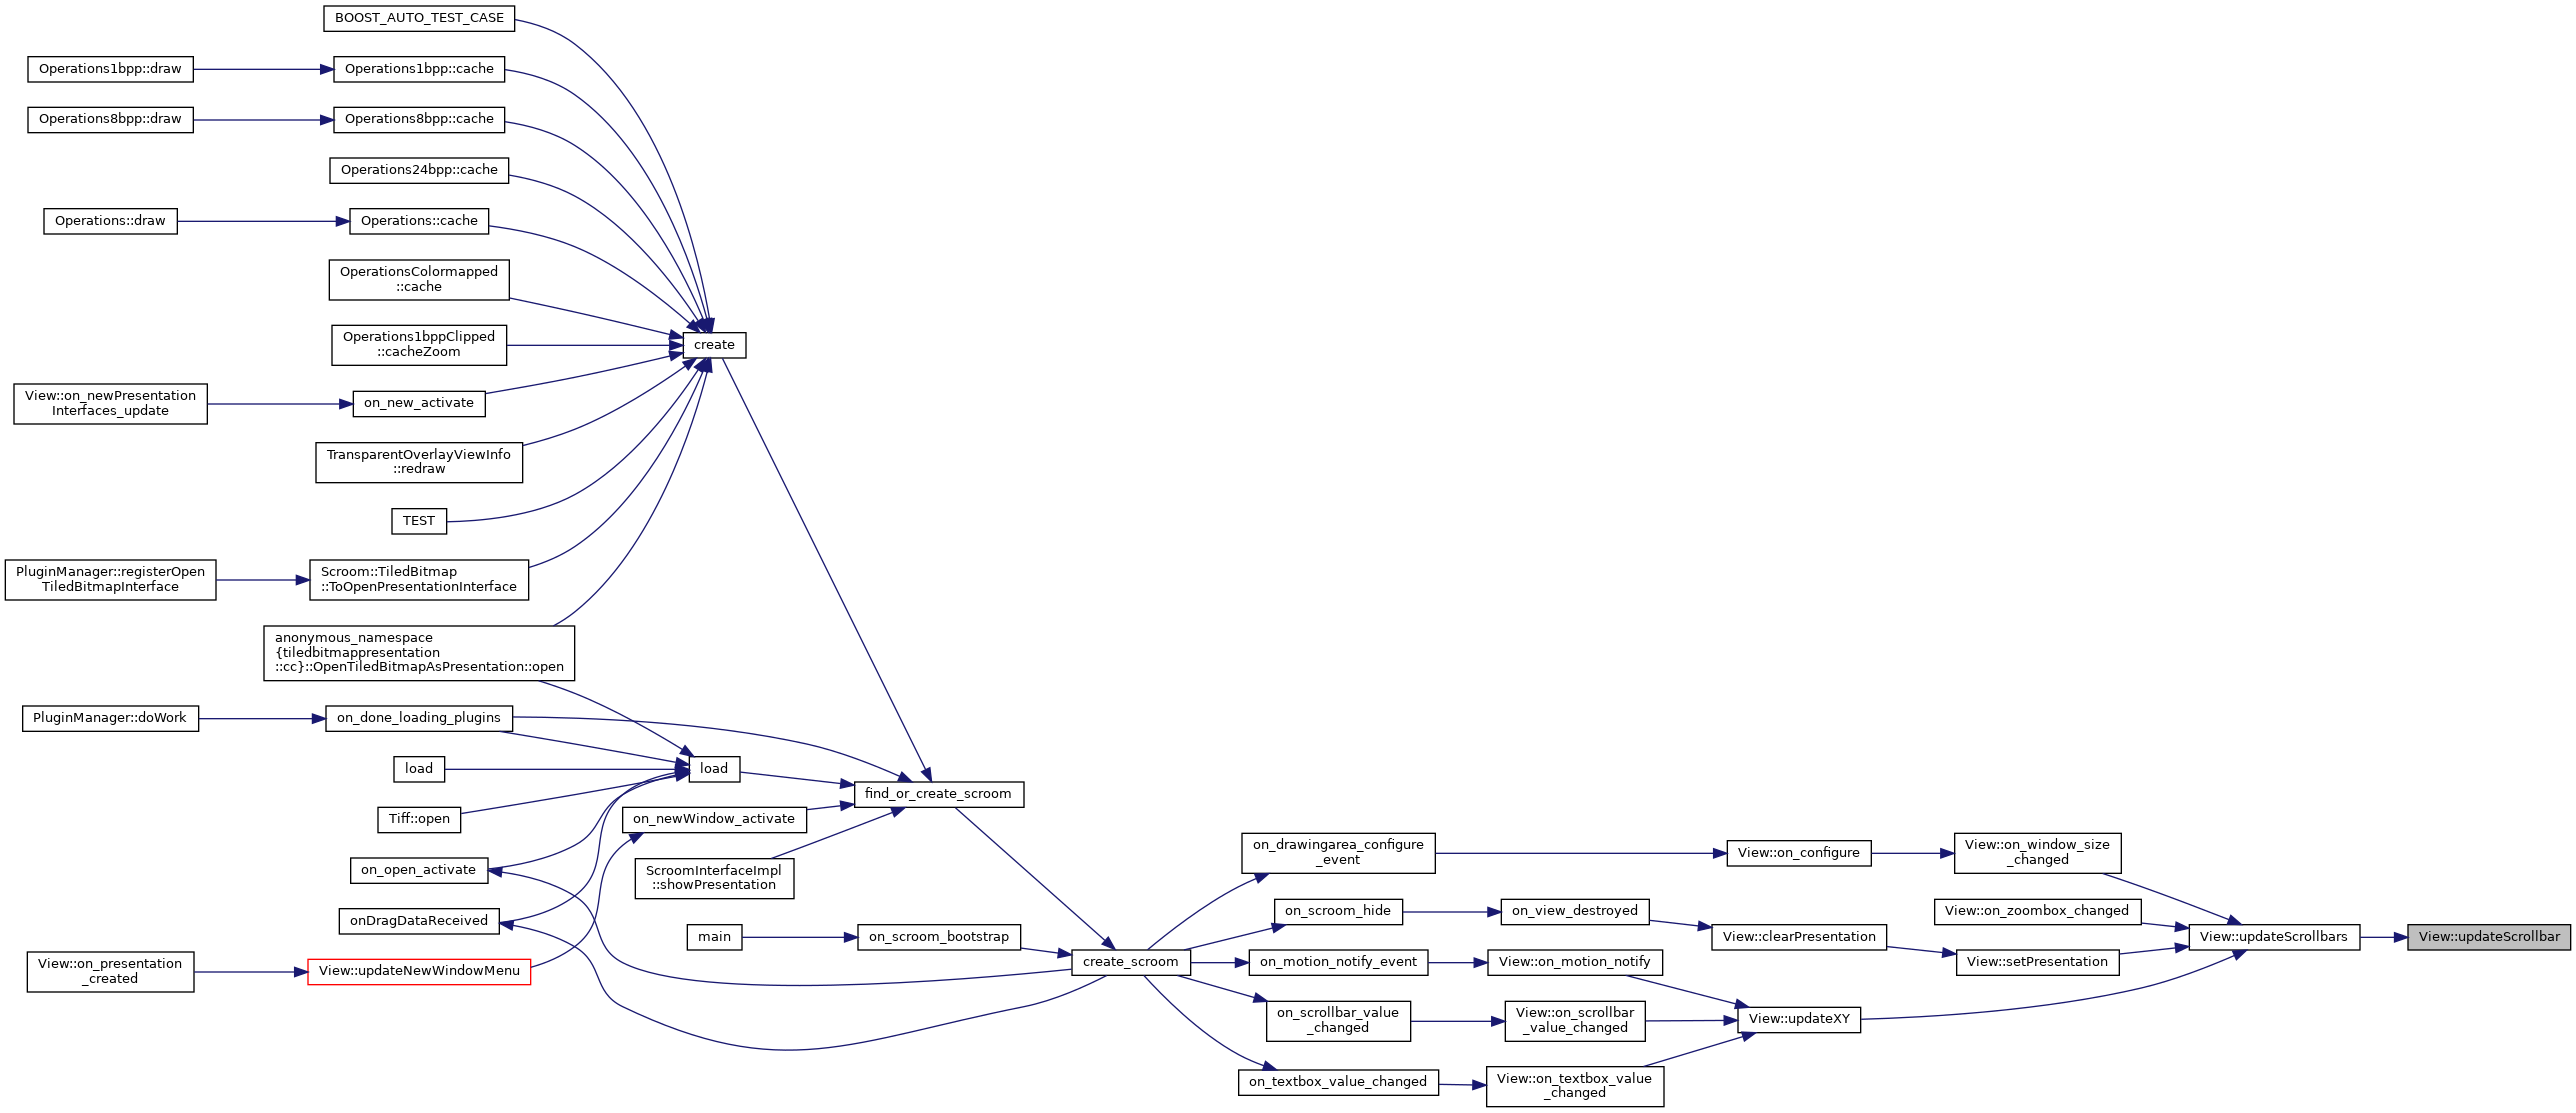 BOOST_AUTO_TEST_CASE
Operations1bpp::draw
Operations1bpp::cache
Operations8bpp::draw
Operations8bpp::cache
Operations24bpp::cache
Operations::draw
Operations::cache
OperationsColormapped
::cache
Operations1bppClipped
::cacheZoom
create
View::on_newPresentation
Interfaces_update
on_new_activate
TransparentOverlayViewInfo
::redraw
TEST
PluginManager::registerOpen
TiledBitmapInterface
Scroom::TiledBitmap
::ToOpenPresentationInterface
anonymous_namespace
{tiledbitmappresentation
::cc}::OpenTiledBitmapAsPresentation::open
PluginManager::doWork
on_done_loading_plugins
load
load
find_or_create_scroom
Tiff::open
on_newWindow_activate
on_open_activate
ScroomInterfaceImpl
::showPresentation
onDragDataReceived
View::on_presentation
_created
View::updateNewWindowMenu
main
on_scroom_bootstrap
create_scroom
on_drawingarea_configure
_event
View::on_configure
View::on_window_size
_changed
on_scroom_hide
on_view_destroyed
View::on_zoombox_changed
View::clearPresentation
View::updateScrollbars
View::updateScrollbar
on_motion_notify_event
View::on_motion_notify
View::setPresentation
on_scrollbar_value
_changed
View::on_scrollbar
_value_changed
View::updateXY
on_textbox_value_changed
View::on_textbox_value
_changed